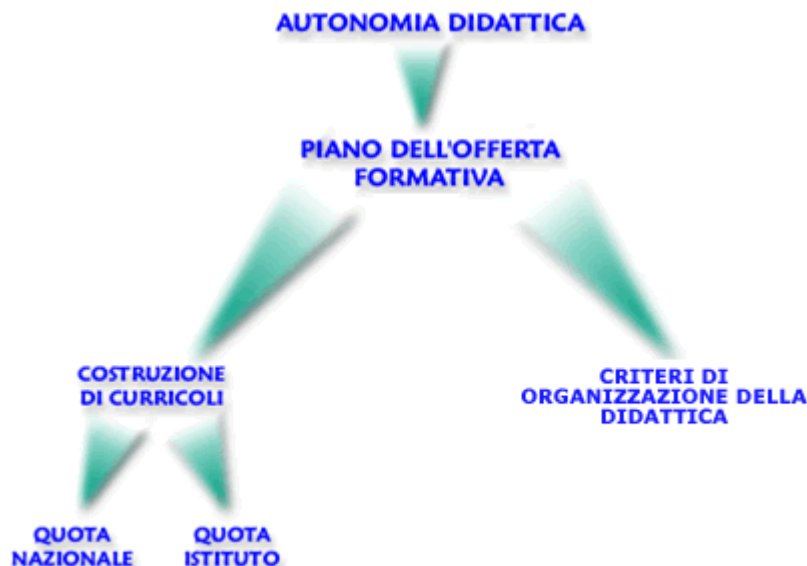 AUTONOMIA DIDATTICA
PIANO DELL'OFFERTA
FORMATIVA
COSTRUZIONE
DI CURRICOLI
CRITERI DI
ORGANIZZAZIONE DELLA
DIDATTICA
QUOTA
NAZIONALE
QUOTA
ISTITUTO